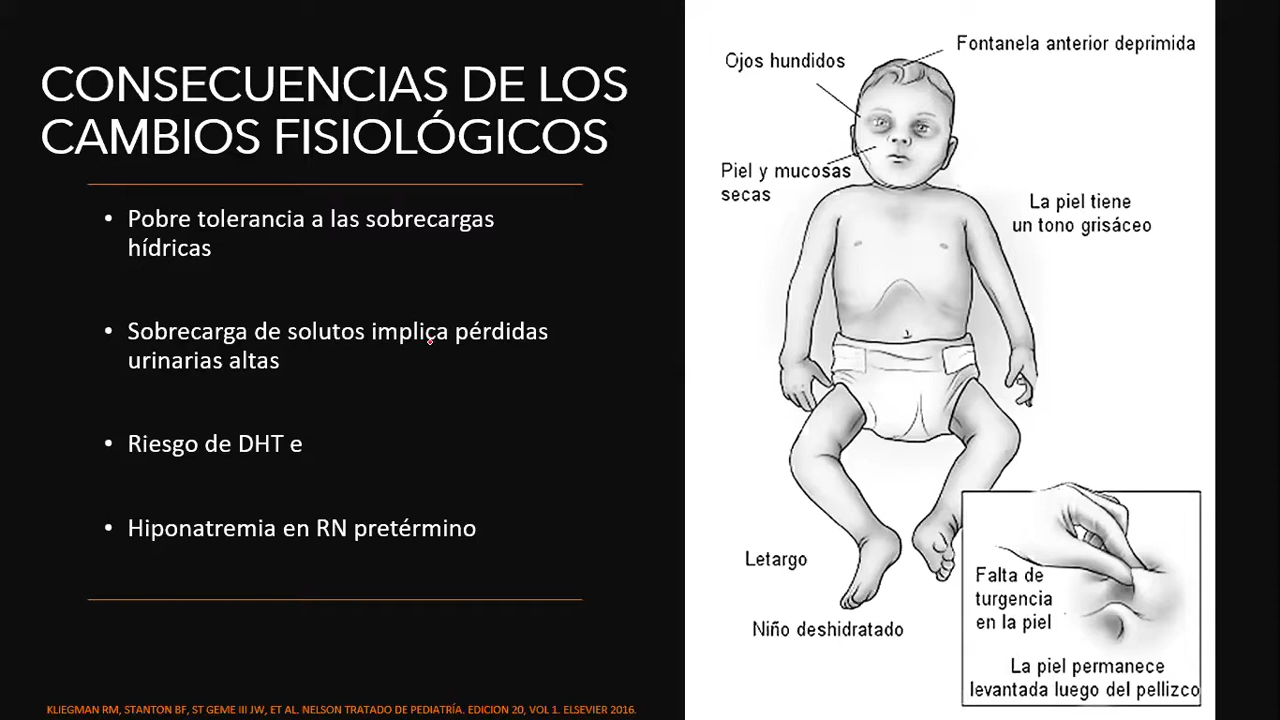 CONSECUENCIAS DE LOS
CAMBIOS FISIOLÓGICOS
• Pobre tolerancia a las sobrecargas
hídricas
• Sobrecarga de solutos implica pérdidas
urinarias altas
• Riesgo de DHT e
• Hiponatremia en RN pretérmino
KLIEGMAN RM, STANTON BF, ST GEME III JW, ET AL. NELSON TRATADO DE PEDIATRÍA. EDICION 20, VOL 1. ELSEVIER 2016.
Fontanela anterior deprimida
Ojos hundidos
Piel y mucosas
secas
La piel tiene
un tono grisáceo
Letargo
Niño deshidratado
Falta de
turgencia
en la piel
La piel permanece
levantada luego del pellizco